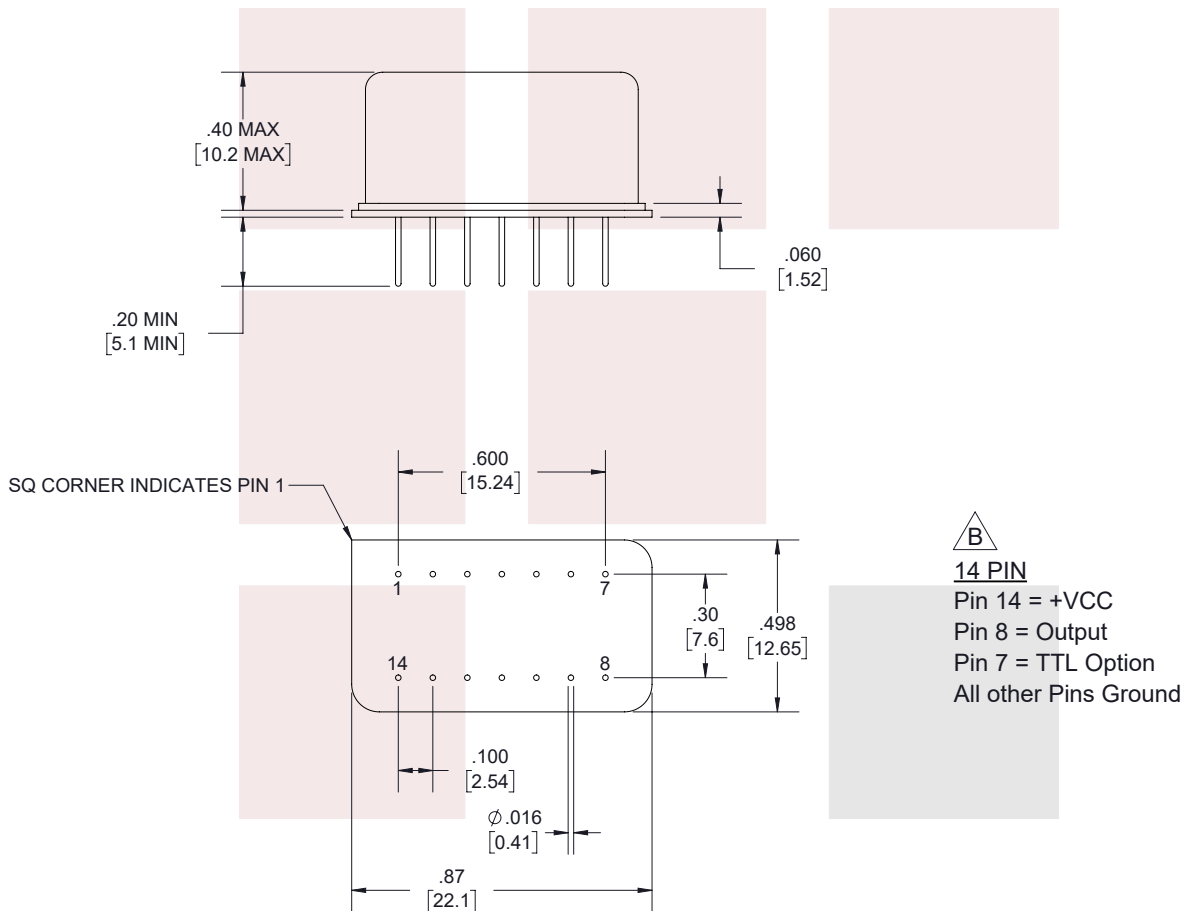 .40 MAX
[10.2 MAX]
.060
[1.52]
.20 MIN
[5.1 MIN]
.600
[15.24]
SQ CORNER INDICATES PIN 1
1
7
.30
[7.6]
.498
[12.65]
14
8
.100
[2.54]
⌀.016
[0.41]
.87
[22.1]
B
14 PIN
Pin 14 = +VCC
Pin 8 = Output
Pin 7 = TTL Option
All other Pins Ground